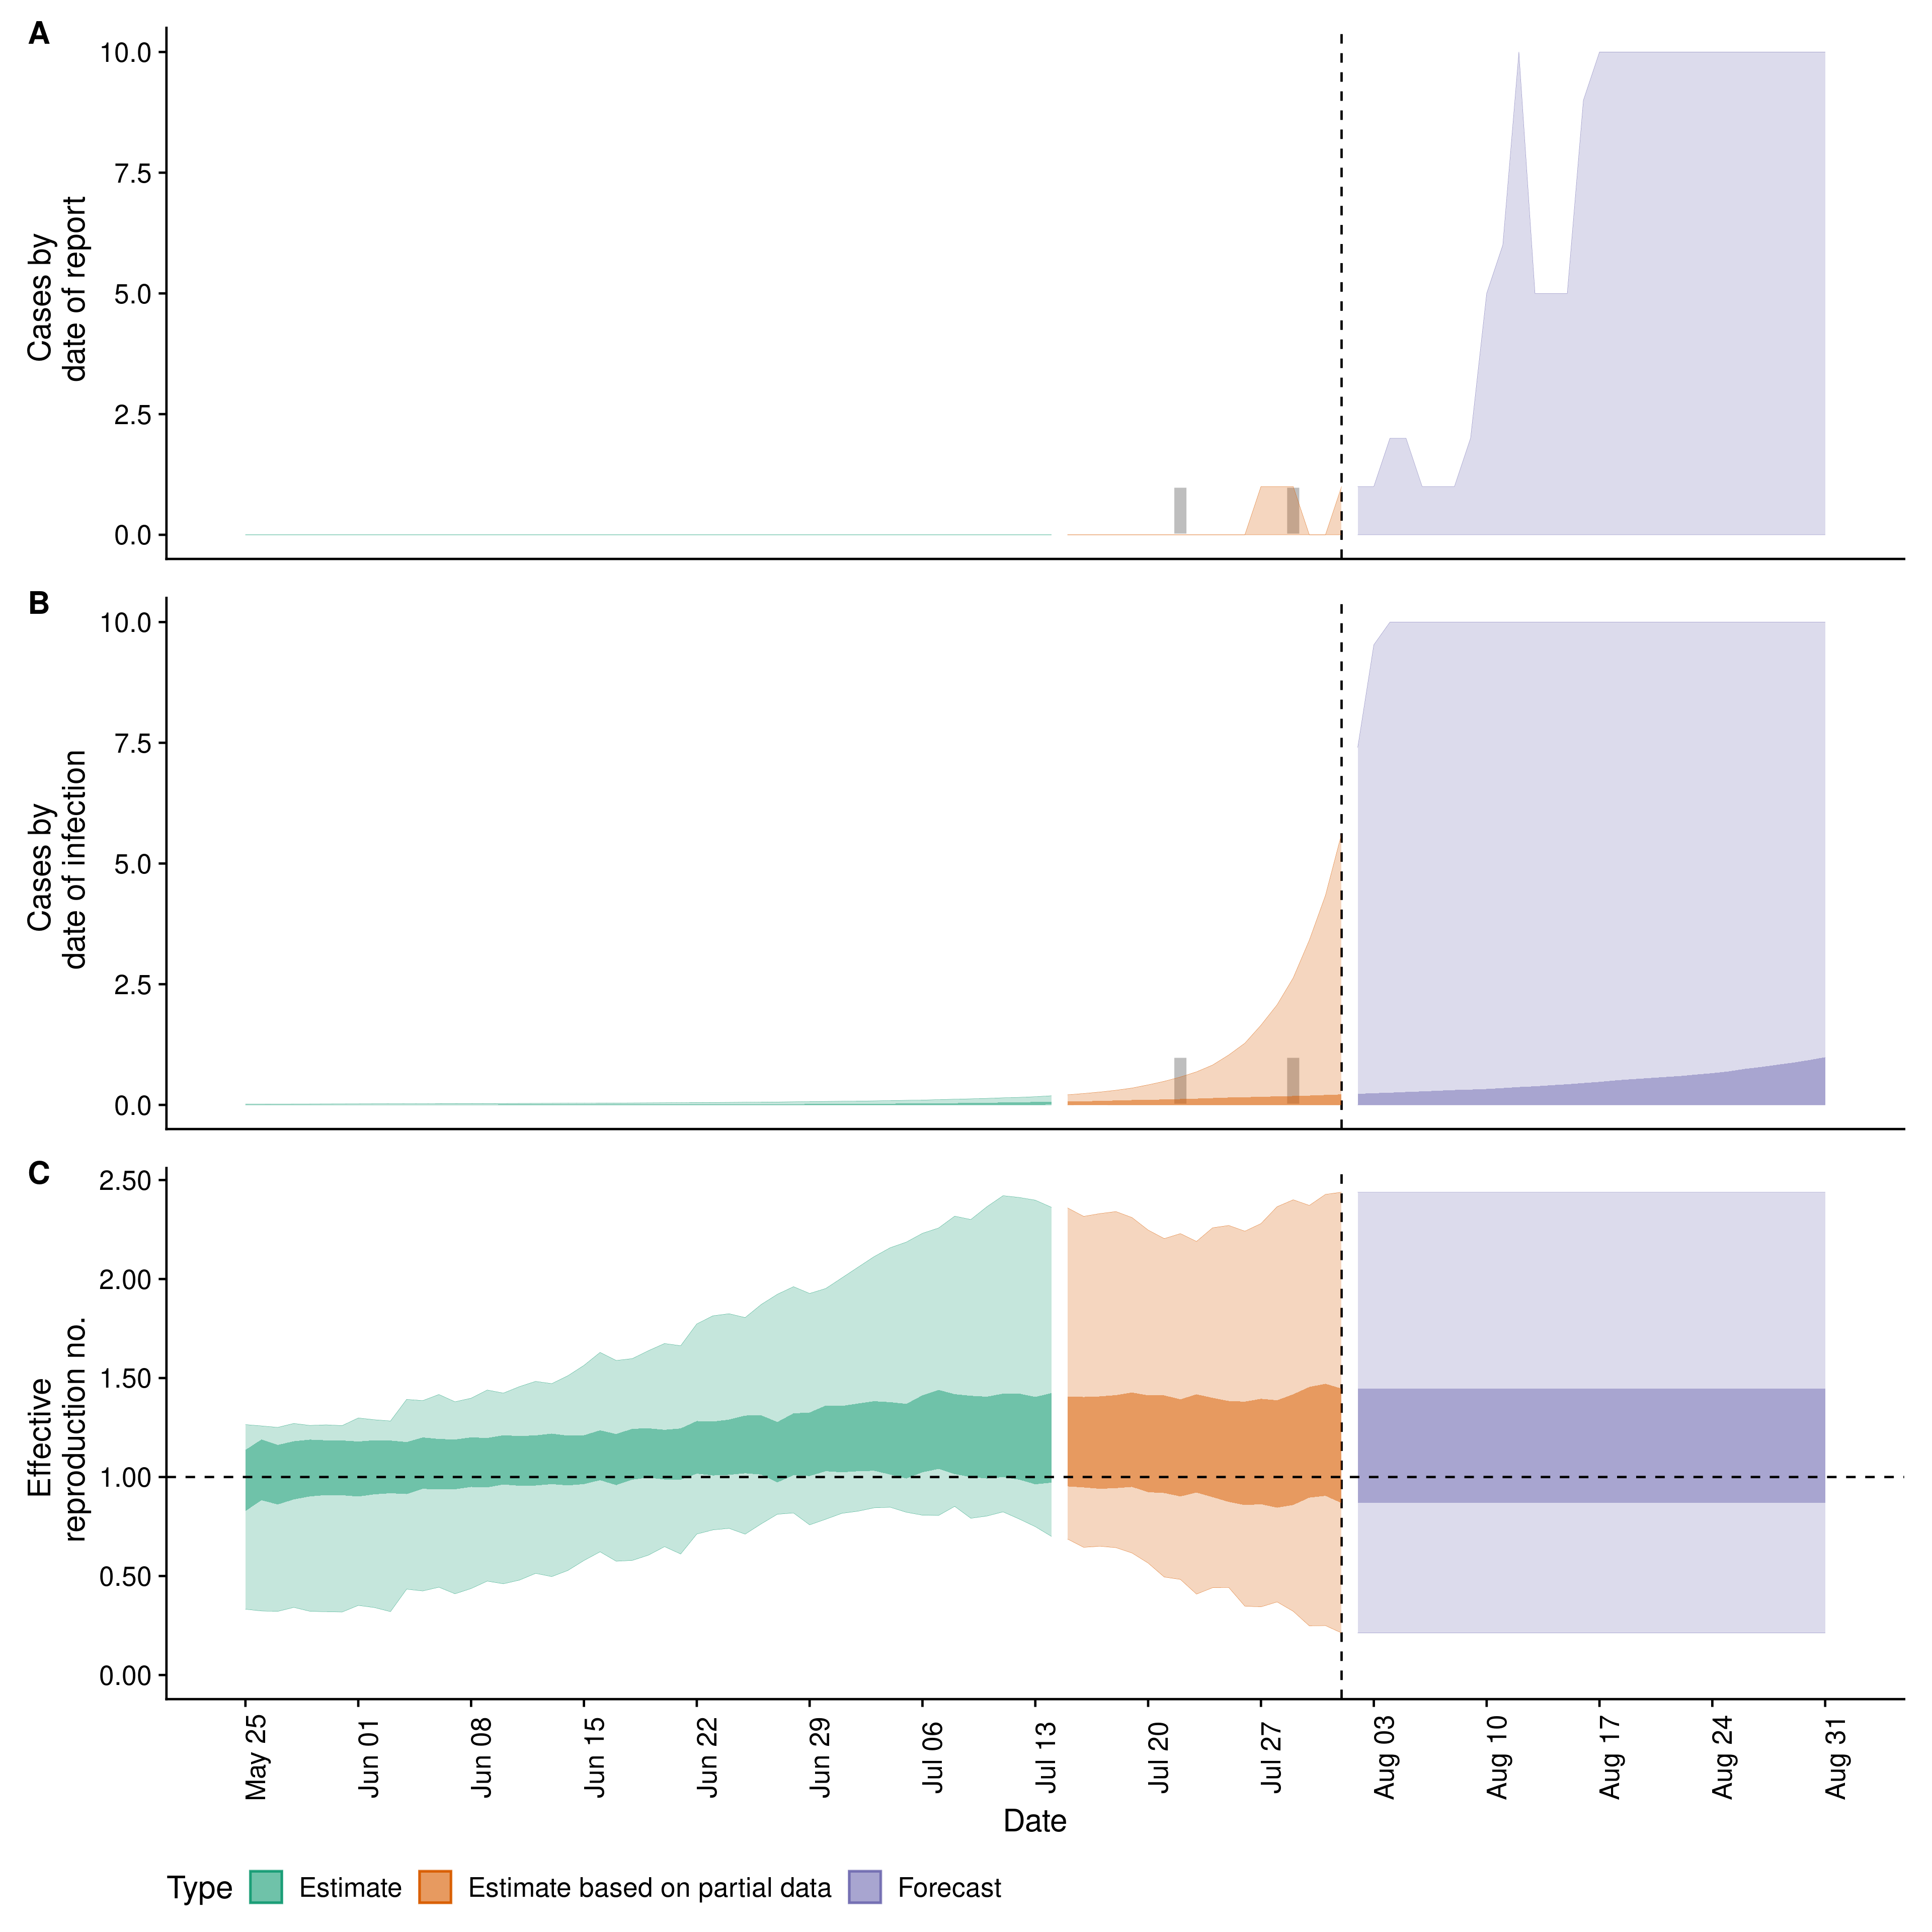 A
10.0
7.5
5.0
2.5
0.0
Cases by
date of report
B
10.0
7.5
5.0
2.5
0.0
Cases by
date of infection
C
2.50
2.00
1.50
1.00
0.50
0.00
Effective
reproduction no.
May 25
Jun 01
Jun 08
Jun 15
Jun 22
Jun 29
Jul 06
Jul 13
Jul 20
Jul 27
Aug 03
Aug 10
Aug 17
Aug 24
Aug 31
Date
Type
Estimate
Estimate based on partial data
Forecast